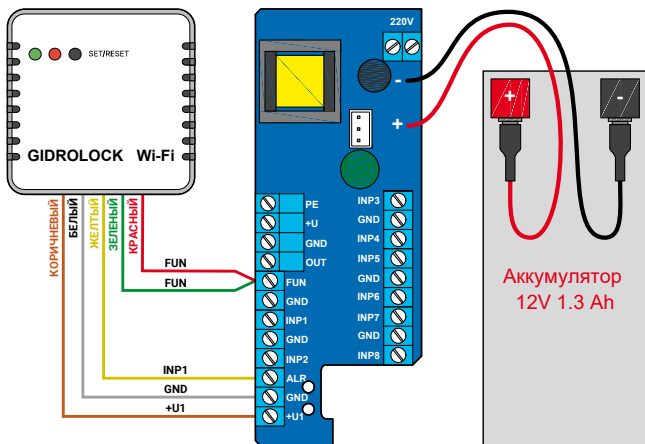 SET/RESET
GIDROLOCK Wi-Fi
КОРИЧНЕВЫЙ
БЕЛЫЙ
ЖЕЛТЫЙ
ЗЕЛЕНЫЙ
КРАСНЫЙ
FUN
FUN
INP1
GND
+U1
220V
-
+
PE
+U
GND
OUT
FUN
GND
INP1
GND
INP2
ALR
GND
+U1
INP3
GND
INP4
INP5
GND
INP6
INP7
GND
INP8
+
-
Аккумулятор
12V 1.3 Ah